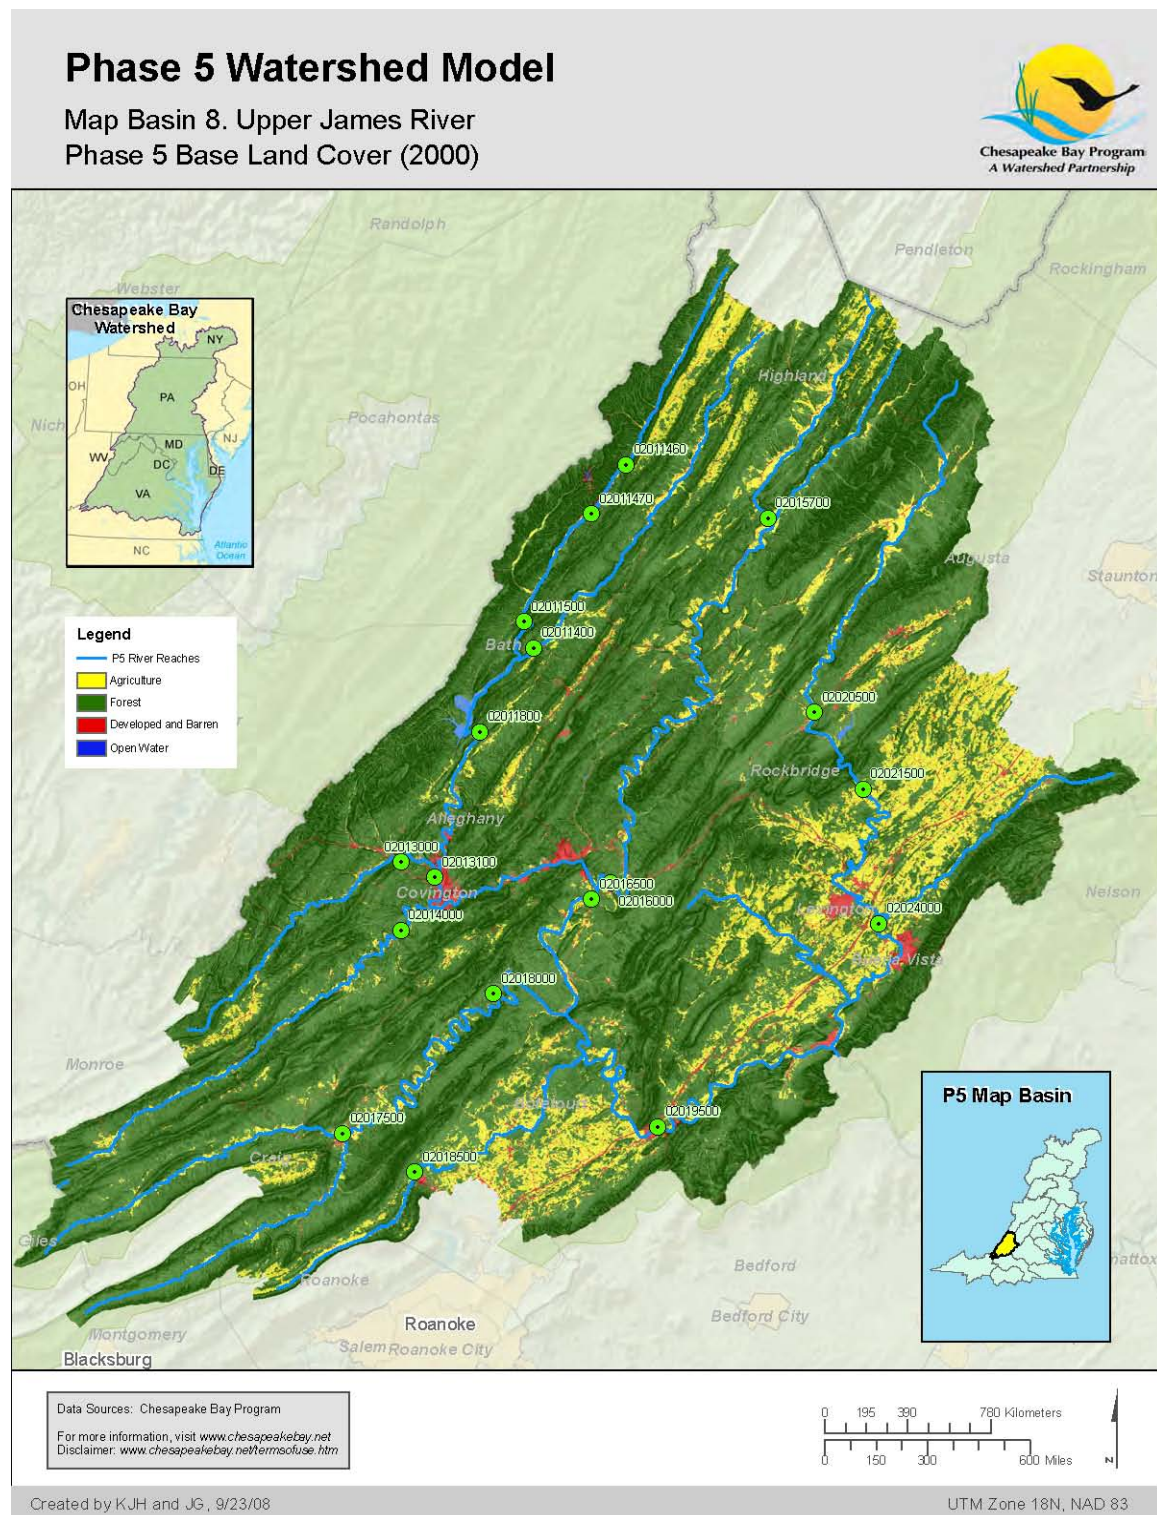 Phase 5 Watershed Model
Map Basin 8. Upper James River
Phase 5 Base Land Cover (2000)
Chesapeake Bay Program
A Watershed Partnership
Randolph
Pendleton
Rockingham
Webster
Chesapeake Bay
Watershed
NY
OH
PA
NJ
MD
WV
DC
DE
VA
NC
Atlantic
Ocean
Nich
Pocahontas
Highland
02011460
02011470
02015700
Augusta
Staunton
02011500
02011400
Bath
Legend
P5 River Reaches
Agriculture
Forest
Developed and Barren
Open Water
02020500
02011800
Rockbridge
02021500
Alleghany
02013000
02013100
Covington
02016500
02016000
Nelson
Lexington
02024000
02014000
Buena Vista
02018000
Monroe
P5 Map Basin
02019500
02017500
Craig
02018500
Giles
Roanoke
Bedford
Bedford City
Montgomery
Roanoke
Salem
Roanoke City
Blacksburg
Data Sources: Chesapeake Bay Program
For more information, visit www.chesapeakebay.net
Disclaimer: www.chesapeakebay.net/termsofuse.htm
0 195 390 780 Kilometers
0 150 300 600 Miles
N
Created by KJH and JG, 9/23/08
UTM Zone 18N, NAD 83